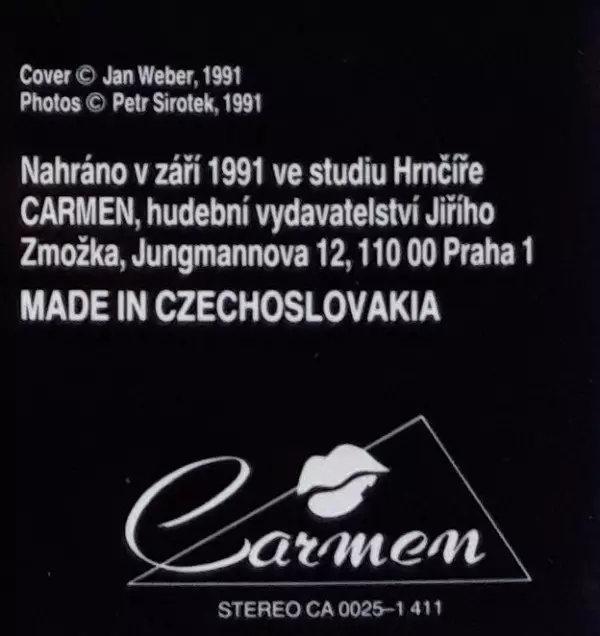 Cover © Jan Weber, 1991
Photos © Petr Sirotek, 1991
Nahráno v září 1991 ve studiu Hrnčíře
CARMEN, hudební vydavatelství Jiřího
Zmožka, Jungmannova 12, 110 00 Praha 1
MADE IN CZECHOSLOVAKIA
Carmen
STEREO CA 0025–1 411